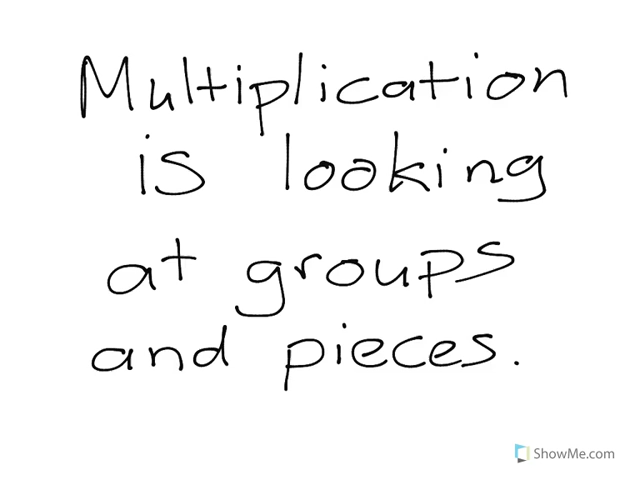 Multiplication
is looking
at groups
and pieces.
ShowMe.com